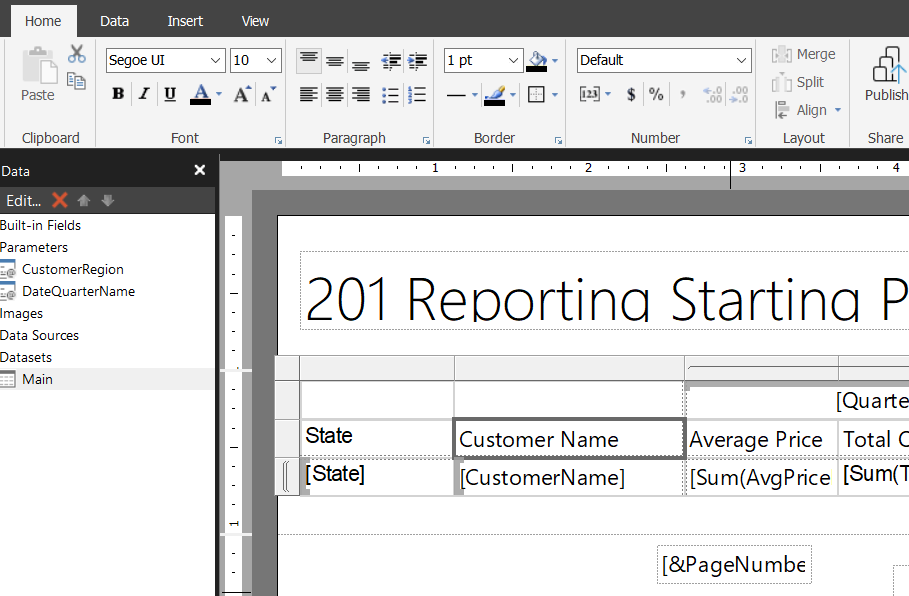 Home Data Insert View
Segoe UI 10 1 pt Default Merge
Split
Paste B I U A A A $ % , Publish
Align
Clipboard Font Paragraph Border Number Layout Share
Data
Edit...
Built-in Fields
Parameters
CustomerRegion
DateQuarterName
Images
Data Sources
Datasets
Main
1 2 3 4
201 Reporting Starting P
[Quarte
State Customer Name Average Price Total
[State] [CustomerName] [Sum(AvgPrice [Sum(T
1
[&PageNumbe